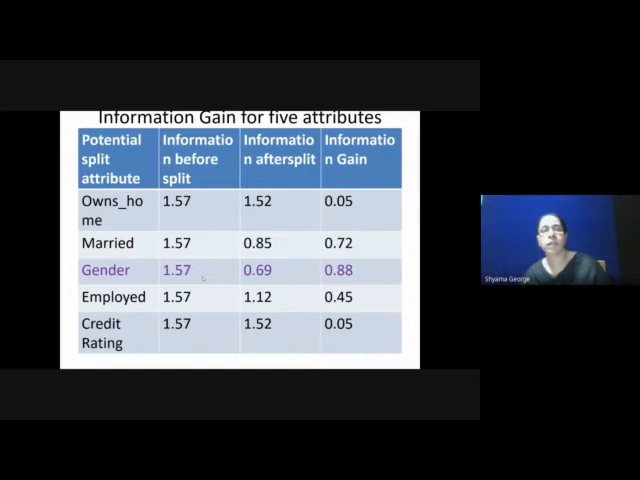 Information Gain for five attributes
Potential split attribute
Informatio n before split
Informatio n aftersplit
Informatio n Gain
Owns_ho me
1.57
1.52
0.05
Married
1.57
0.85
0.72
Gender
1.57
0.69
0.88
Employed
1.57
1.12
0.45
Credit Rating
1.57
1.52
0.05
Shyama George